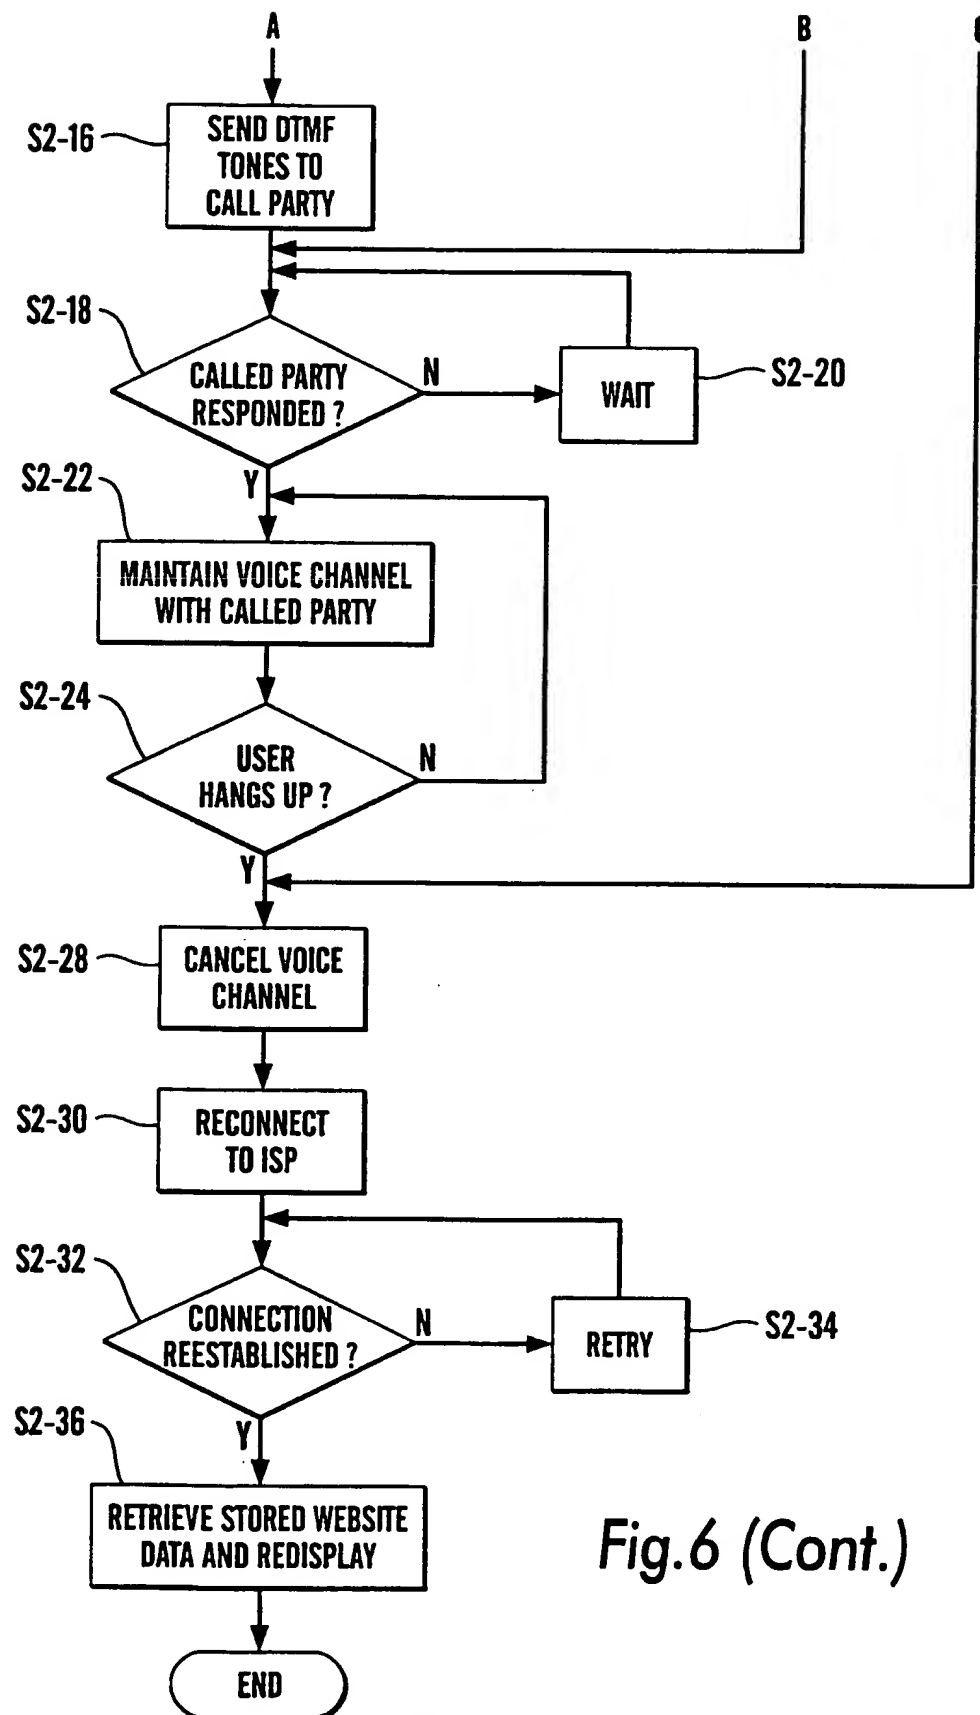 A
B
S2-16
SEND DTMF
TONES TO
CALL PARTY
S2-18
CALLED PARTY
RESPONDED ?
N
WAIT
S2-20
Y
S2-22
MAINTAIN VOICE CHANNEL
WITH CALLED PARTY
S2-24
USER
HANGS UP ?
N
Y
S2-28
CANCEL VOICE
CHANNEL
S2-30
RECONNECT
TO ISP
S2-32
CONNECTION
REESTABLISHED ?
N
RETRY
S2-34
Y
S2-36
RETRIEVE STORED WEBSITE
DATA AND REDISPLAY
END
Fig.6 (Cont.)